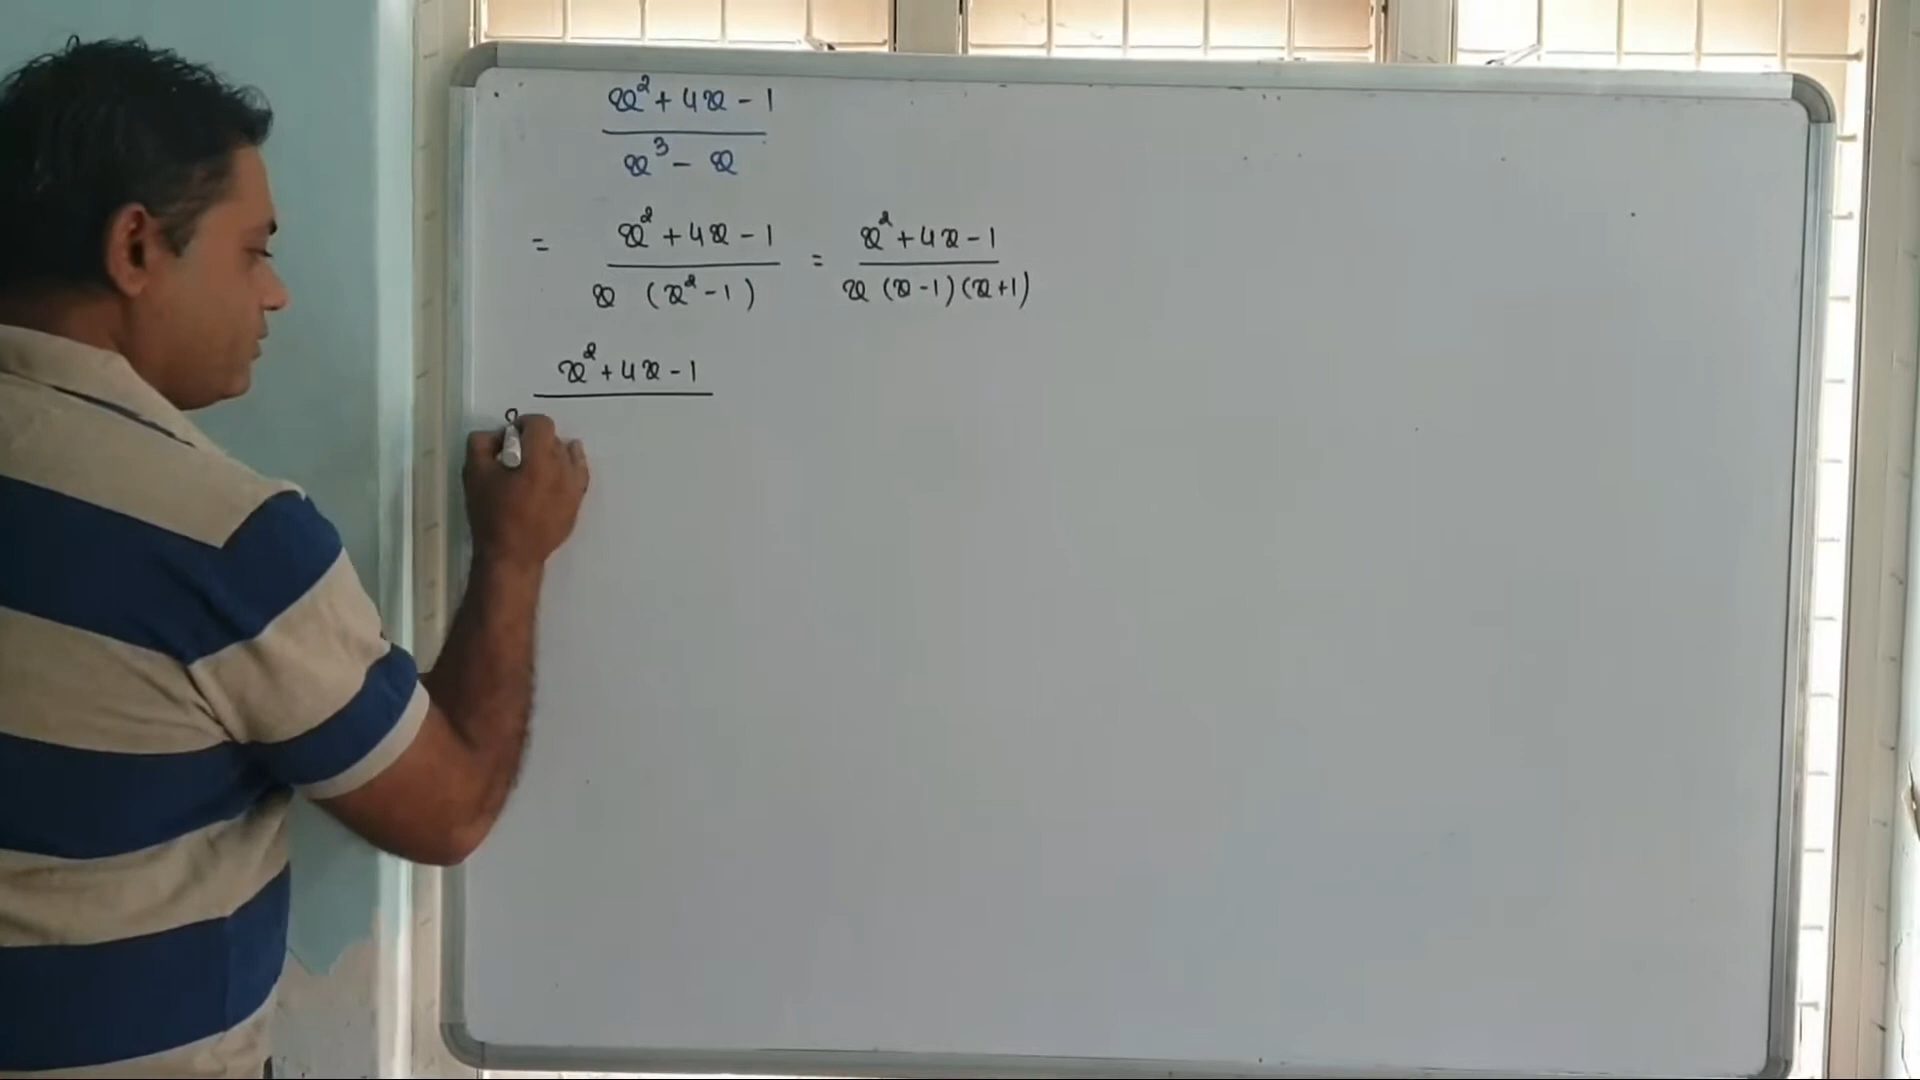 x² + 4x - 1
x³ - x
= x² + 4x - 1 = x² + 4x - 1
x (x² - 1) x (x - 1) (x + 1)
x² + 4x - 1